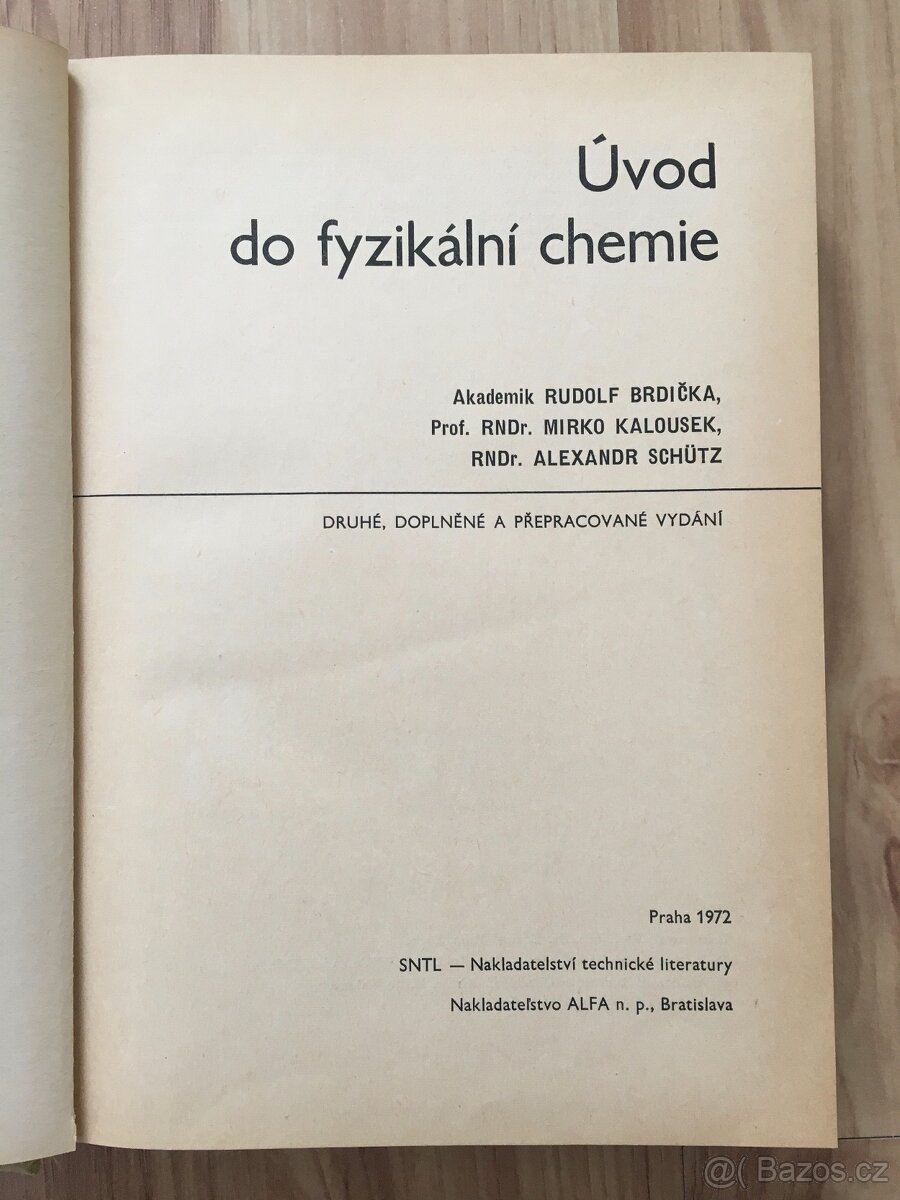 Úvod
do fyzikální chemie
Akademik RUDOLF BRDIČKA,
Prof. RNDr. MIRKO KALOUSEK,
RNDr. ALEXANDR SCHÜTZ
DRUHÉ, DOPLNĚNÉ A PŘEPRACOVANÉ VYDÁNÍ
Praha 1972
SNTL — Nakladatelství technické literatury
Nakladateľstvo ALFA n. p., Bratislava
@( Bazos.cz